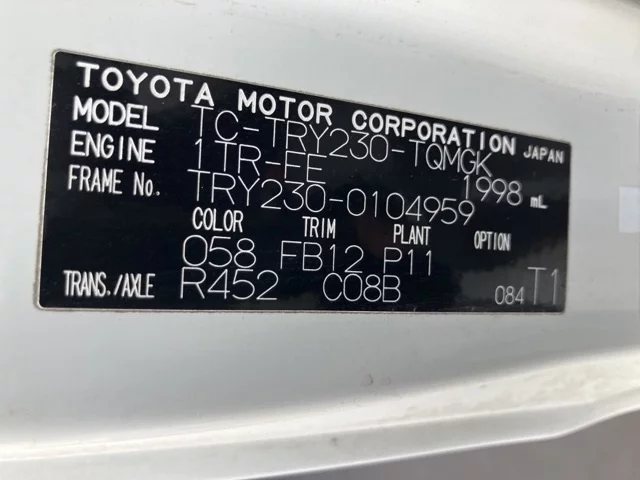 TOYOTA MOTOR CORPORATION JAPAN
MODEL TC-TRY230-TQMGK
ENGINE 1TR-FE 1998 mL
FRAME No. TRY230-0104959
COLOR TRIM PLANT OPTION
058 FB12 P11
TRANS./AXLE R452 C08B 084 T1